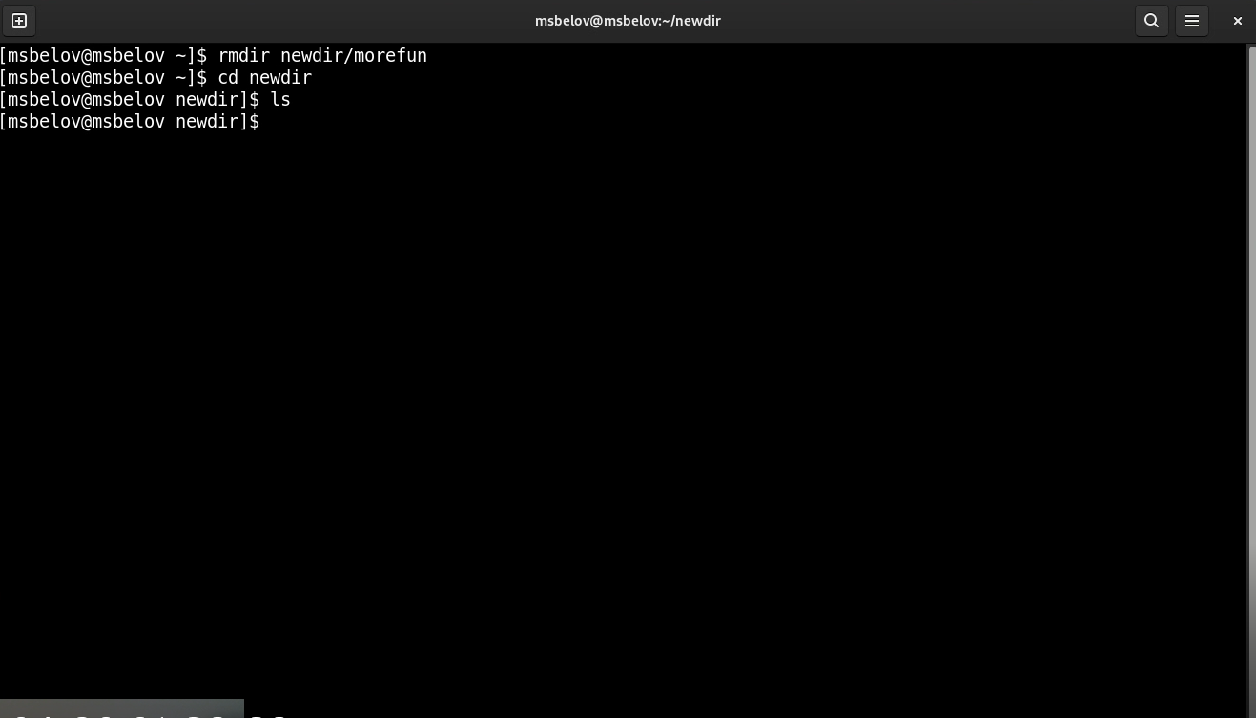 msbelov@msbelov:~/newdir
[msbelov@msbelov ~]$ rmdir newdir/morefun
[msbelov@msbelov ~]$ cd newdir
[msbelov@msbelov newdir]$ ls
[msbelov@msbelov newdir]$